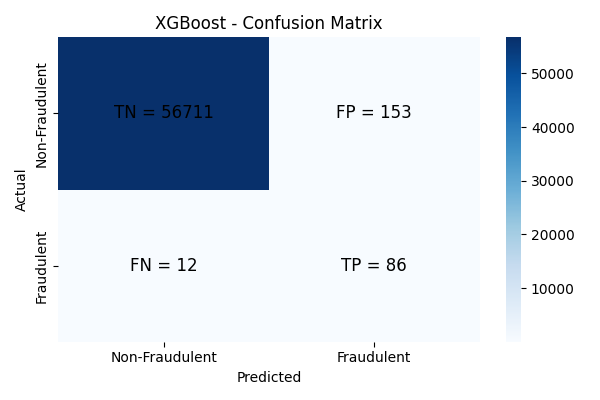 XGBoost - Confusion Matrix
Actual
Non-Fraudulent
Fraudulent
TN = 56711
FP = 153
FN = 12
TP = 86
Non-Fraudulent
Fraudulent
Predicted
50000
40000
30000
20000
10000